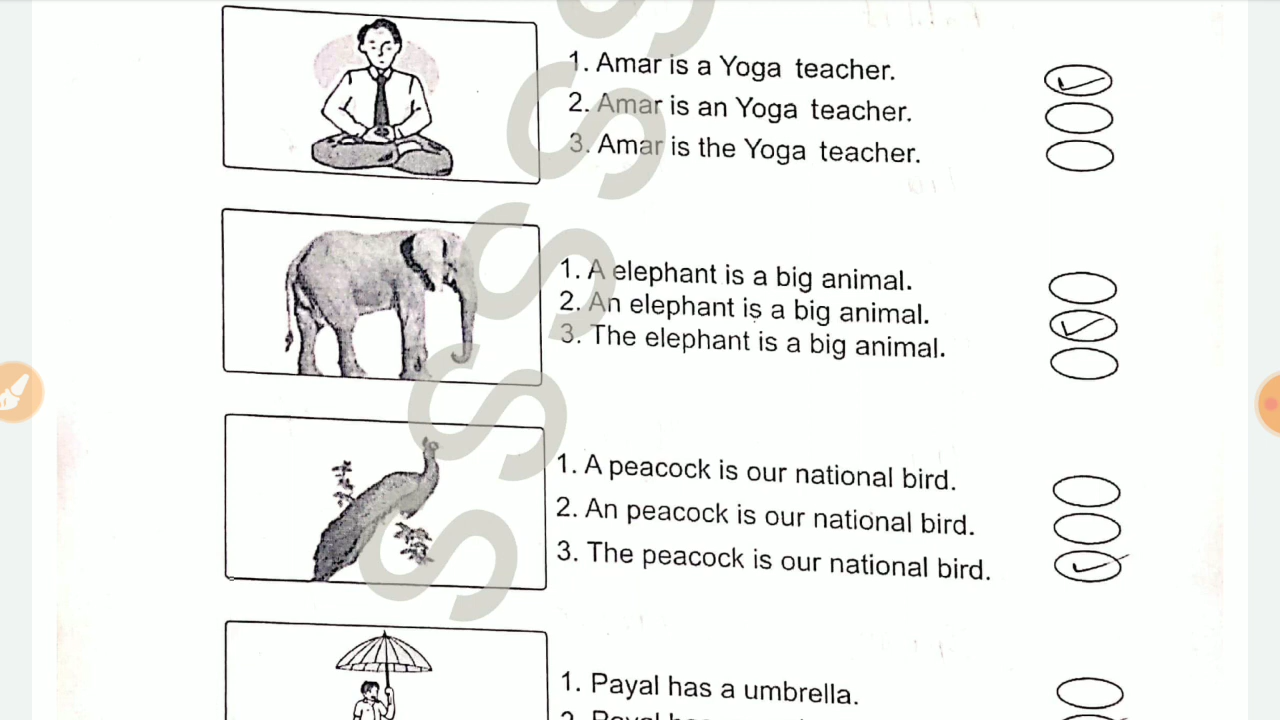 1. Amar is a Yoga teacher.
2. Amar is an Yoga teacher.
3. Amar is the Yoga teacher.
1. A elephant is a big animal.
2. An elephant is a big animal.
3. The elephant is a big animal.
1. A peacock is our national bird.
2. An peacock is our national bird.
3. The peacock is our national bird.
1. Payal has a umbrella.
2. Payal